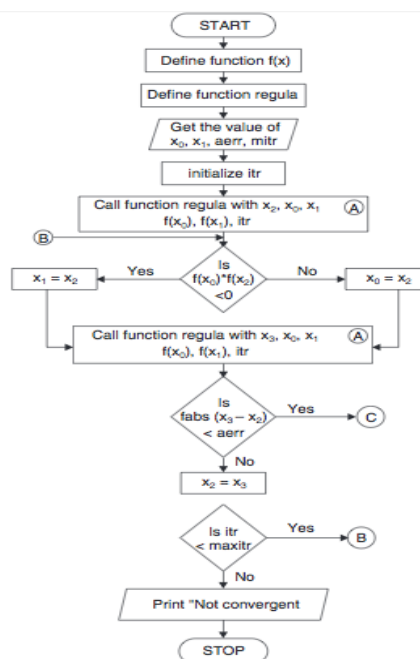 START
Define function f(x)
Define function regula
Get the value of
x₀, x₁, aerr, mitr
initialize itr
Call function regula with x₂, x₀, x₁
f(x₀), f(x₁), itr
A
B
Is
f(x₀)*f(x₂)
<0
Yes
No
x₁ = x₂
x₀ = x₂
Call function regula with x₃, x₀, x₁
f(x₀), f(x₁), itr
A
Is
fabs (x₃ – x₂)
< aerr
Yes
C
No
x₂ = x₃
Is itr
< maxitr
Yes
B
No
Print "Not convergent
STOP